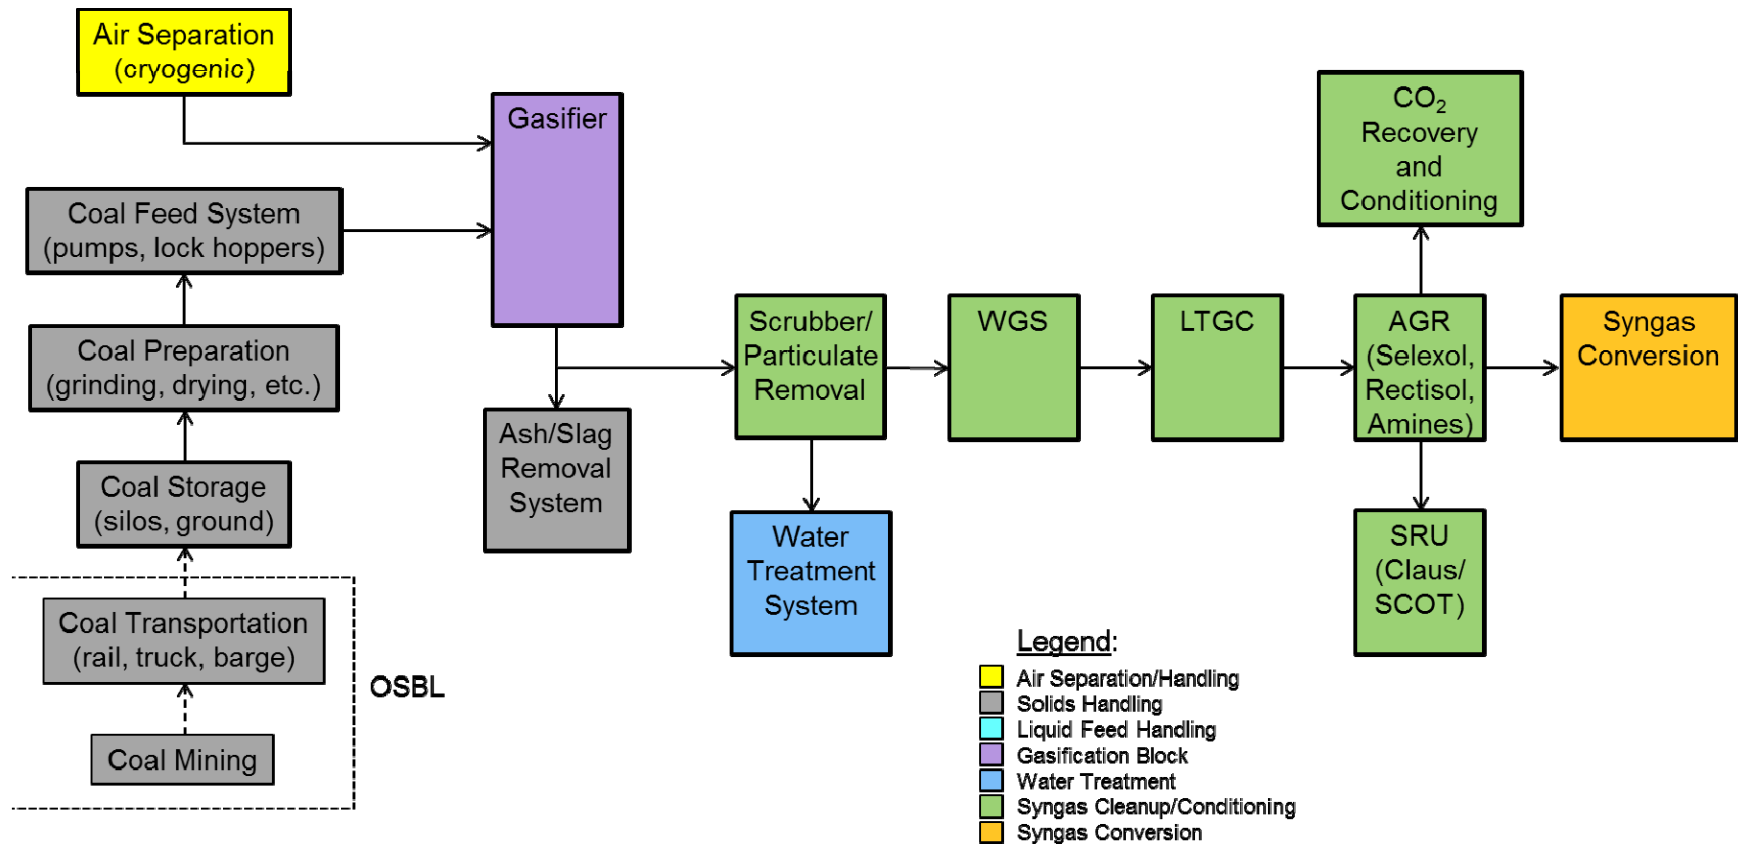 Air Separation
(cryogenic)
Gasifier
CO₂
Recovery
and
Conditioning
Coal Feed System
(pumps, lock hoppers)
Coal Preparation
(grinding, drying, etc.)
Scrubber/
Particulate
Removal
WGS
LTGC
AGR
(Selexol,
Rectisol,
Amines)
Syngas
Conversion
Ash/Slag
Removal
System
Coal Storage
(silos, ground)
Water
Treatment
System
SRU
(Claus/
SCOT)
Coal Transportation
(rail, truck, barge)
OSBL
Coal Mining
Legend:
Air Separation/Handling
Solids Handling
Liquid Feed Handling
Gasification Block
Water Treatment
Syngas Cleanup/Conditioning
Syngas Conversion